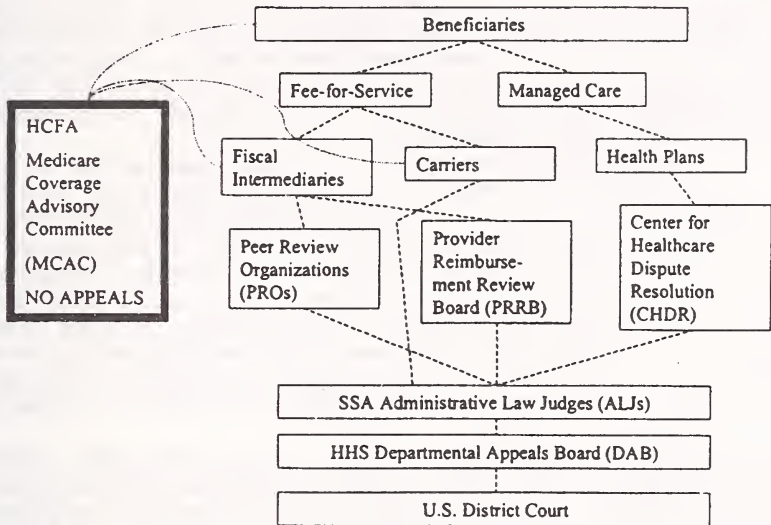 Beneficiaries
Fee-for-Service
Managed Care
HCFA
Medicare
Coverage
Advisory
Committee
(MCAC)
NO APPEALS
Fiscal
Intermediaries
Carriers
Health Plans
Peer Review
Organizations
(PROs)
Provider
Reimburse-
ment Review
Board (PRRB)
Center for
Healthcare
Dispute
Resolution
(CHDR)
SSA Administrative Law Judges (ALJs)
HHS Departmental Appeals Board (DAB)
U.S. District Court